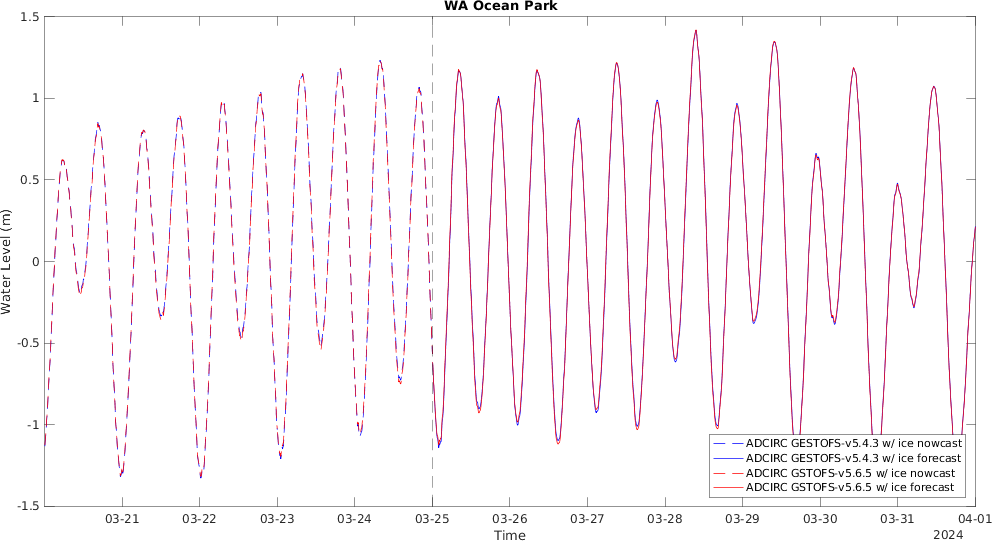 WA Ocean Park
1.5
1
0.5
0
-0.5
-1
-1.5
Water Level (m)
03-21 03-22 03-23 03-24 03-25 03-26 03-27 03-28 03-29 03-30 03-31 04-01
Time
2024
ADCIRC GESTOFS-v5.4.3 w/ ice nowcast
ADCIRC GESTOFS-v5.4.3 w/ ice forecast
ADCIRC GSTOFS-v5.6.5 w/ ice nowcast
ADCIRC GSTOFS-v5.6.5 w/ ice forecast